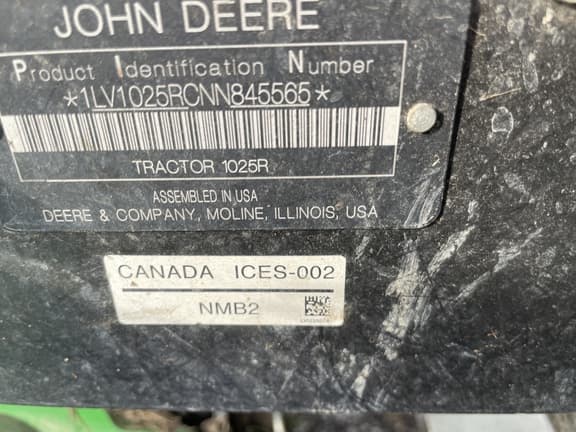 JOHN DEERE
Product Identification Number
*1LV1025RCNN845565*
TRACTOR 1025R
ASSEMBLED IN USA
DEERE & COMPANY, MOLINE, ILLINOIS, USA
CANADA ICES-002
NMB2